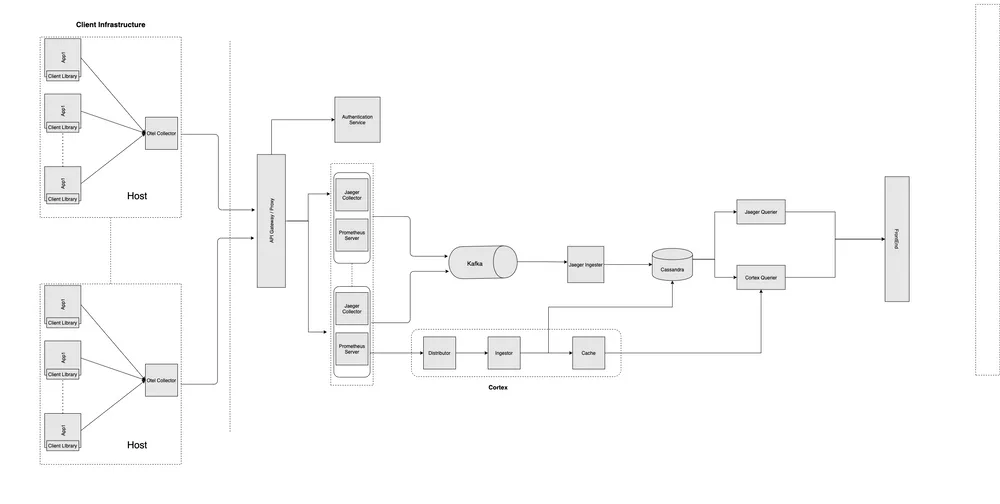 Client Infrastructure
App1
Client Library
App1
Client Library
App1
Client Library
Otel Collector
Host
App1
Client Library
App1
Client Library
App1
Client Library
Otel Collector
Host
API Gateway / Proxy
Authentication
Service
Jaeger
Collector
Prometheus
Server
Jaeger
Collector
Prometheus
Server
Kafka
Jaeger Ingester
Cassandra
Distributor
Ingestor
Cache
Cortex
Jaeger Querier
Cortex Querier
FrontEnd